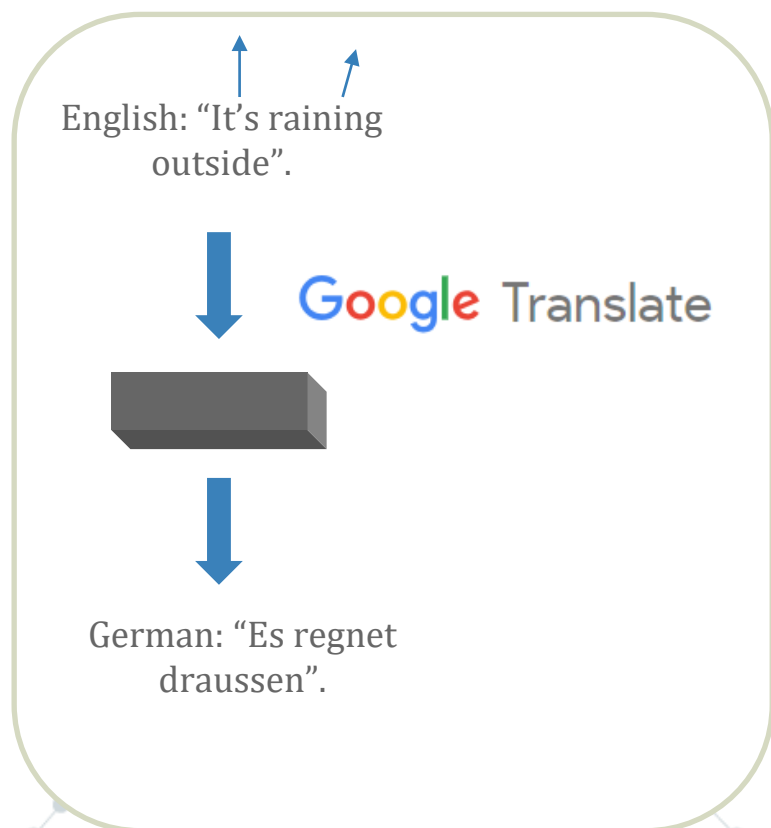 English: “It’s raining
outside”.
Google Translate
German: “Es regnet
draussen”.